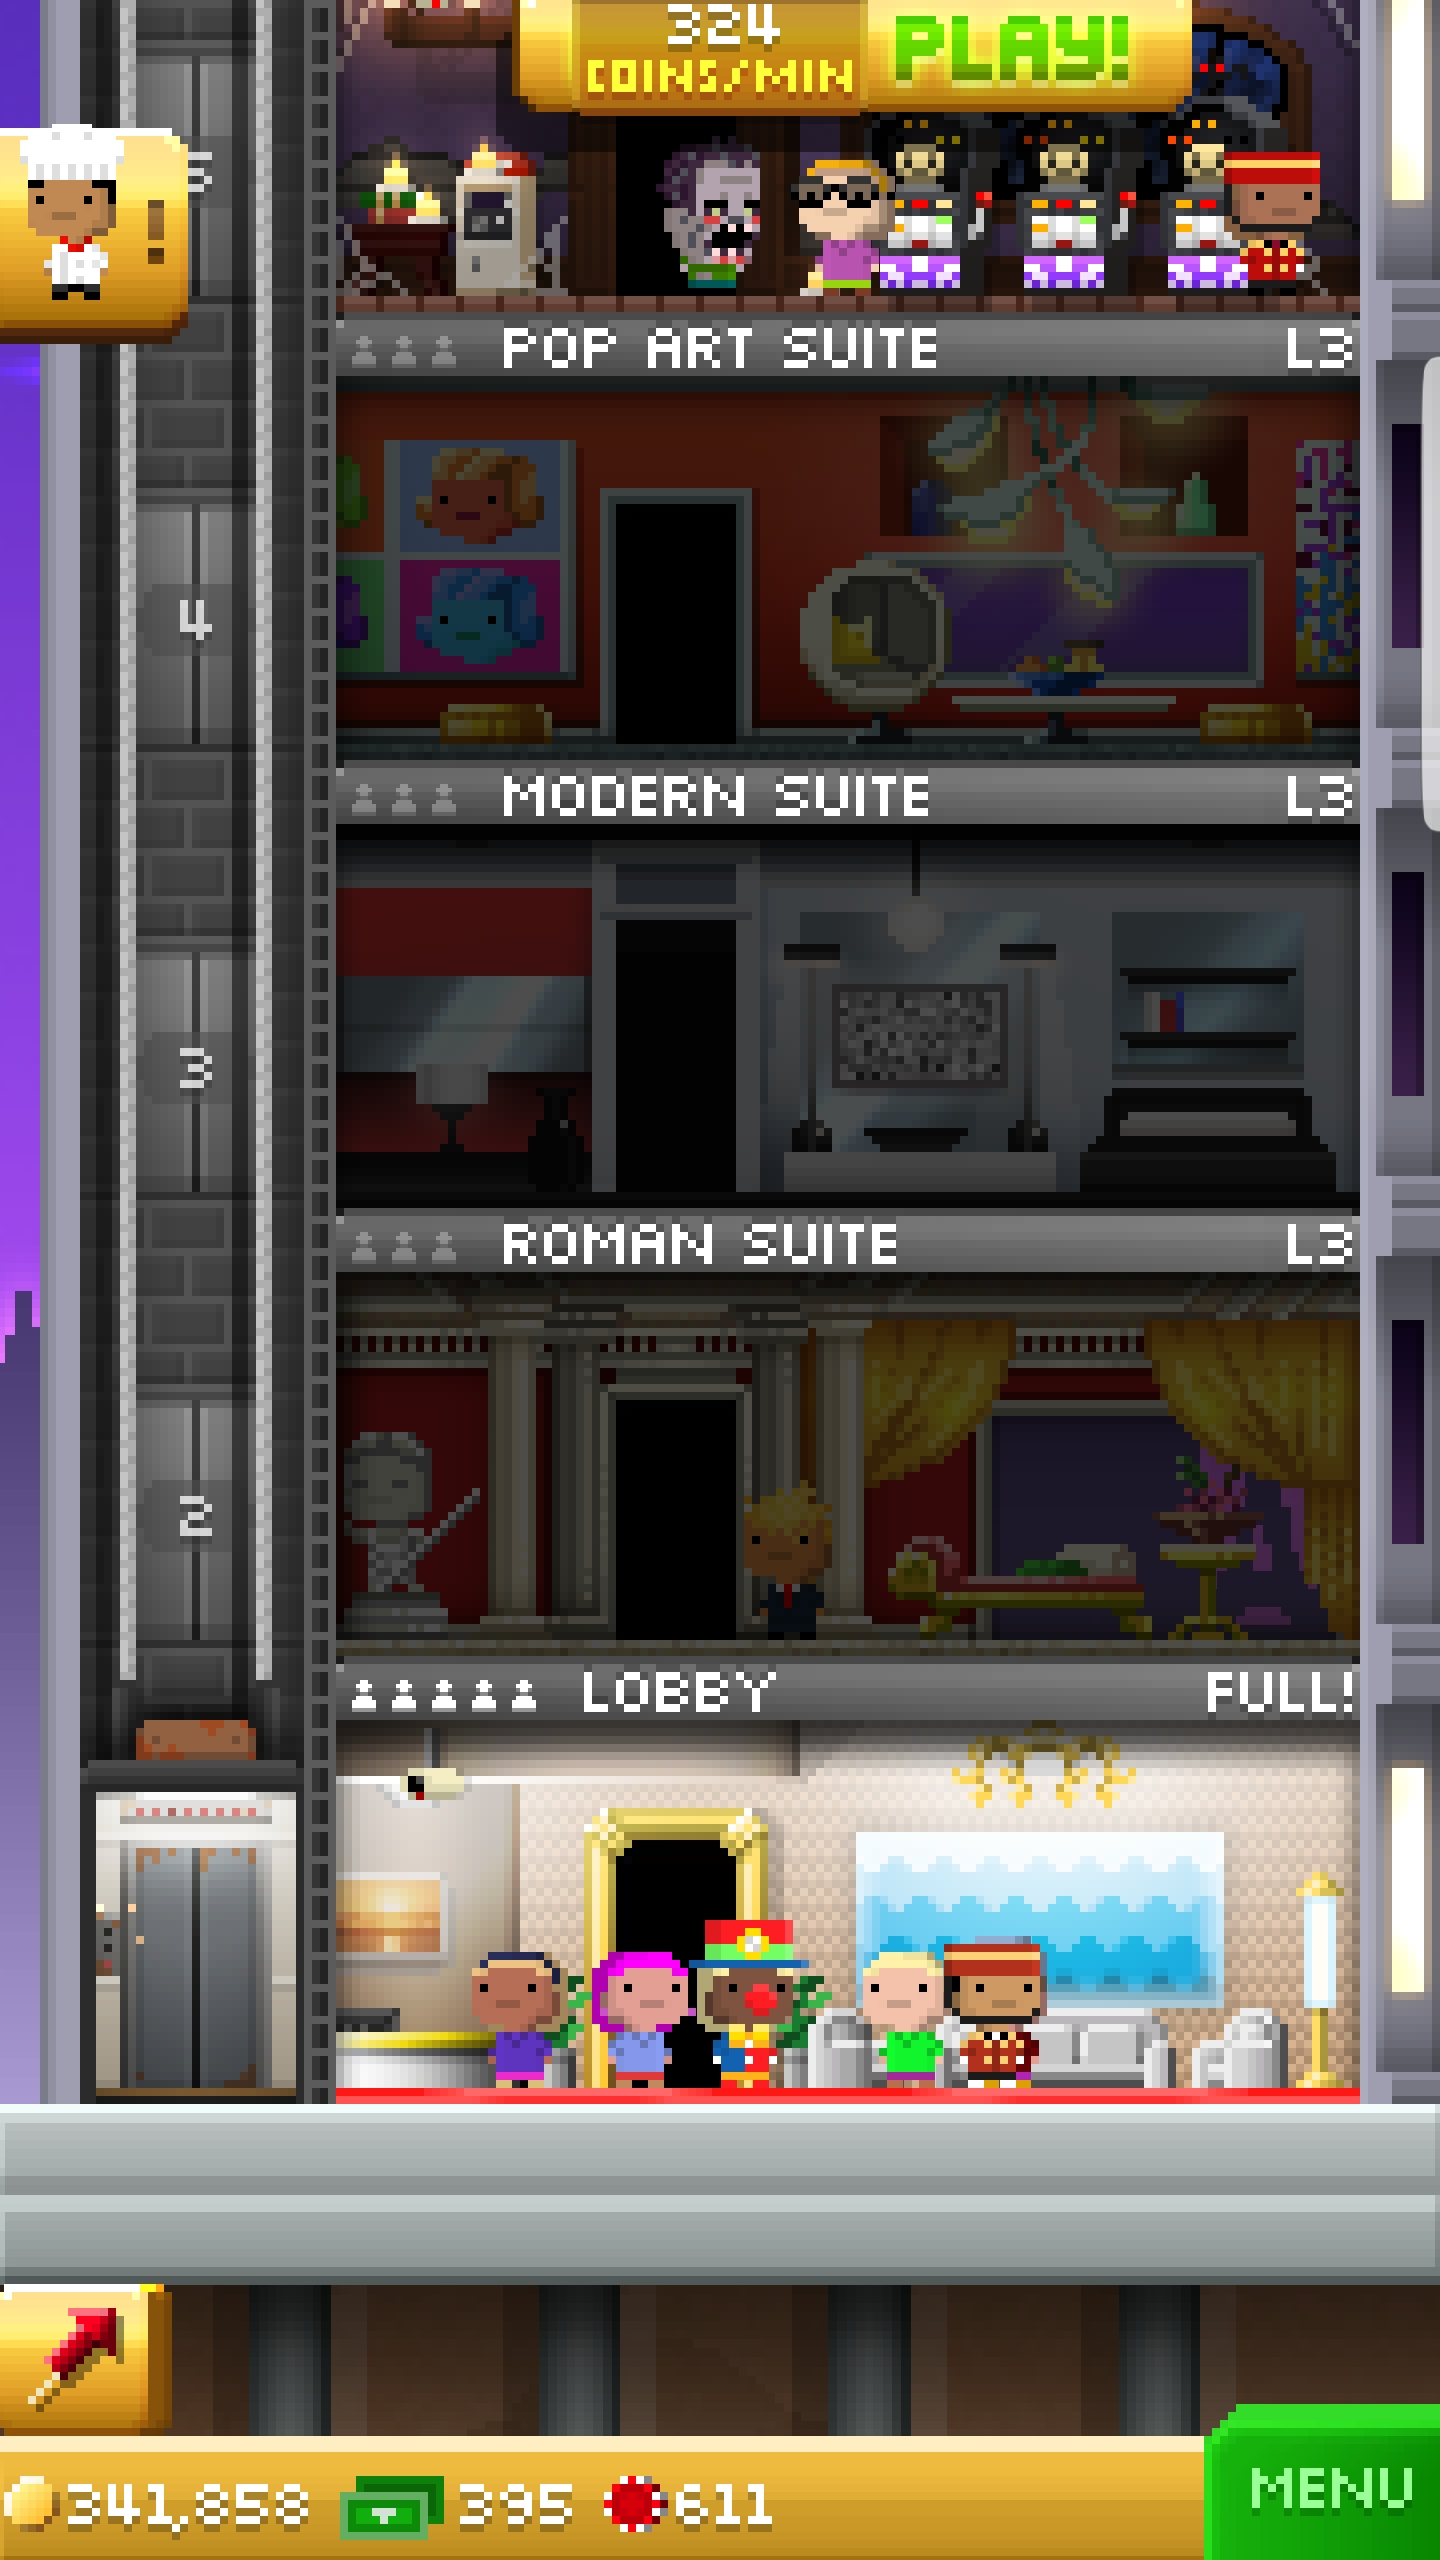 324
COINS/MIN
PLAY!
5
POP ART SUITE
L3
4
MODERN SUITE
L3
3
ROMAN SUITE
L3
2
LOBBY
FULL!
341,858
395
611
MENU